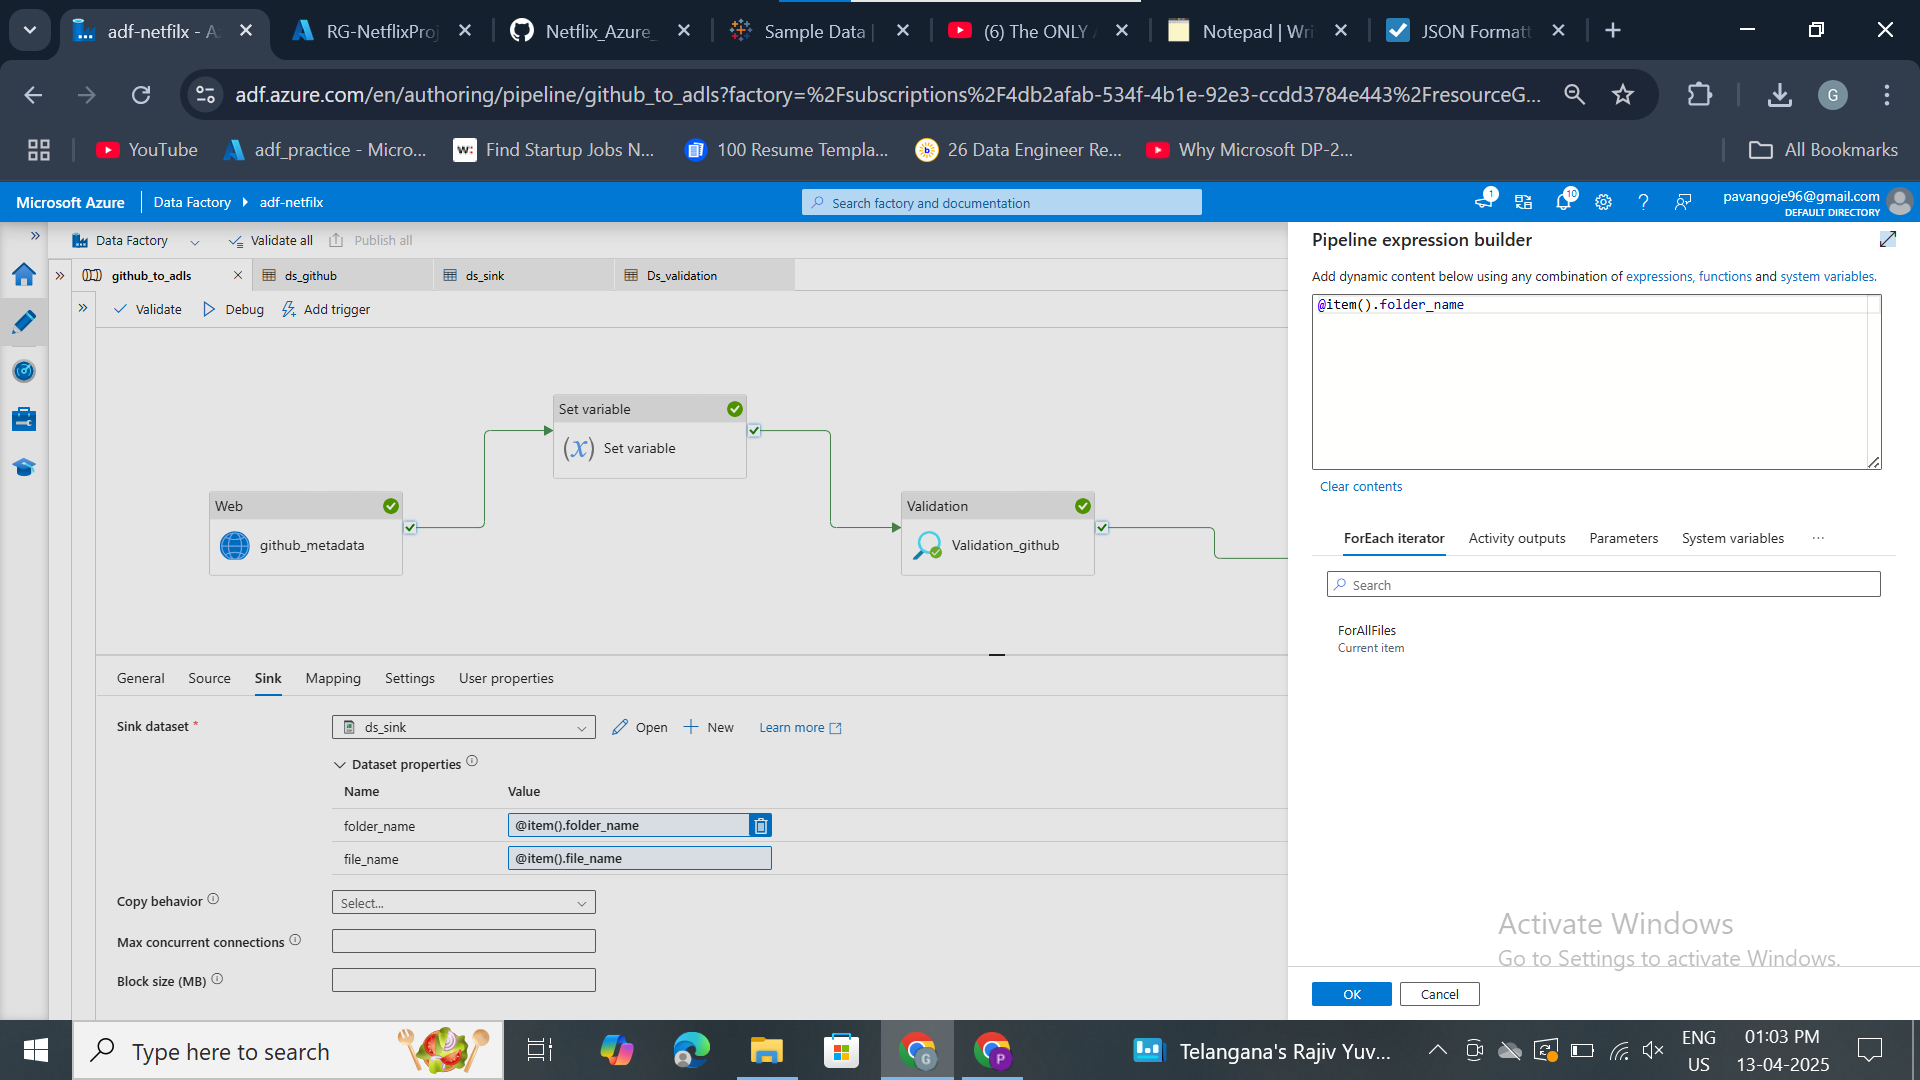 adf-netfilx - A
RG-NetflixProj
Netflix_Azure_
Sample Data |
(6) The ONLY A
Notepad | Wri
JSON Formatt
adf.azure.com/en/authoring/pipeline/github_to_adls?factory=%2Fsubscriptions%2F4db2afab-534f-4b1e-92e3-ccdd3784e443%2FresourceG...
G
YouTube
adf_practice - Micro...
w:
Find Startup Jobs N...
100 Resume Templa...
b
26 Data Engineer Re...
Why Microsoft DP-2...
All Bookmarks
Microsoft Azure
Data Factory
adf-netfilx
Search factory and documentation
1
10
pavangoje96@gmail.com
DEFAULT DIRECTORY
Data Factory
Validate all
Publish all
github_to_adls
ds_github
ds_sink
Ds_validation
Validate
Debug
Add trigger
Set variable
(x) Set variable
Web
github_metadata
Validation
Validation_github
General
Source
Sink
Mapping
Settings
User properties
Sink dataset *
ds_sink
Open
New
Learn more
Dataset properties
Name
Value
folder_name
@item().folder_name
file_name
@item().file_name
Copy behavior
Select...
Max concurrent connections
Block size (MB)
Pipeline expression builder
Add dynamic content below using any combination of expressions, functions and system variables.
@item().folder_name
Clear contents
ForEach iterator
Activity outputs
Parameters
System variables
...
Search
ForAllFiles
Current item
Activate Windows
Go to Settings to activate Windows.
OK
Cancel
Type here to search
G
P
Telangana's Rajiv Yuv...
ENG
US
01:03 PM
13-04-2025